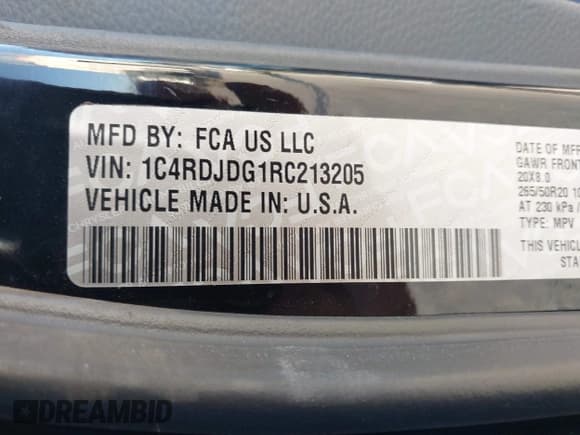 MFD BY: FCA US LLC
VIN: 1C4RDJDG1RC213205
VEHICLE MADE IN: U.S.A.
DATE OF MFR
GAWR FRONT
20X8.0
265/50R20 10
AT 230 kPa /
TYPE: MPV
THIS VEHICL
STA
DREAMBID